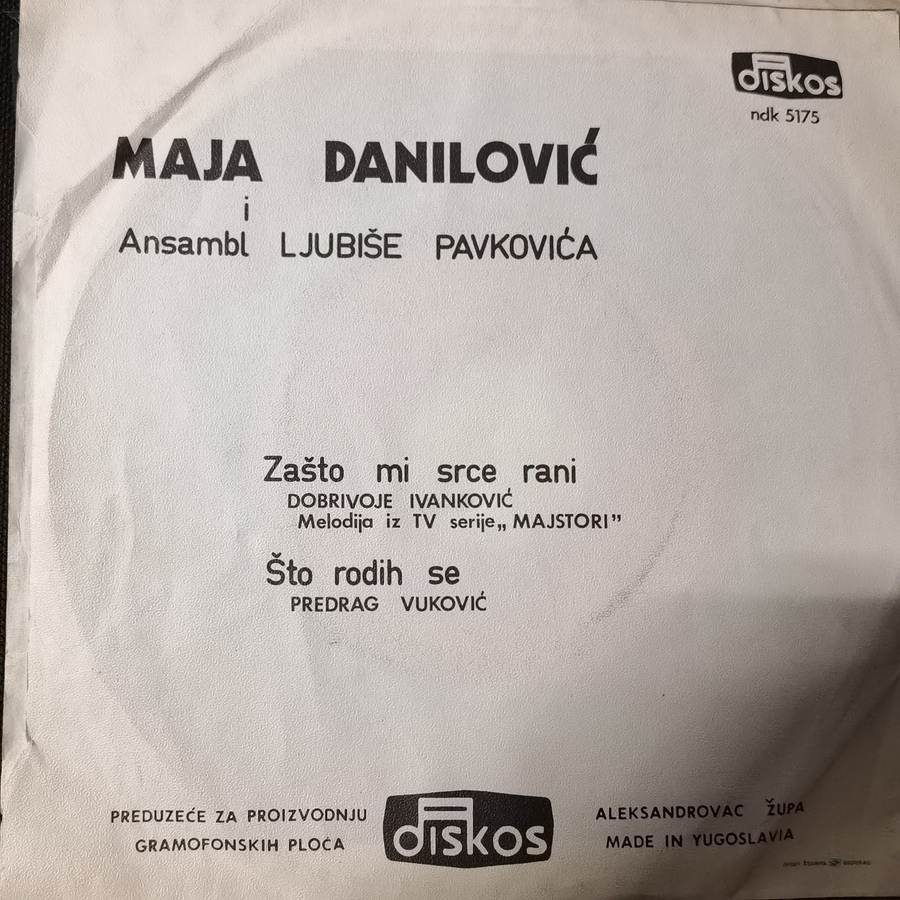 diskos
ndk 5175
MAJA DANILOVIĆ
i
Ansambl LJUBIŠE PAVKOVIĆA
Zašto mi srce rani
DOBRIVOJE IVANKOVIĆ
Melodija iz TV serije „MAJSTORI”
Što rodih se
PREDRAG VUKOVIĆ
PREDUZEĆE ZA PROIZVODNJU
GRAMOFONSKIH PLOĆA
diskos
ALEKSANDROVAC ŽUPA
MADE IN YUGOSLAVIA